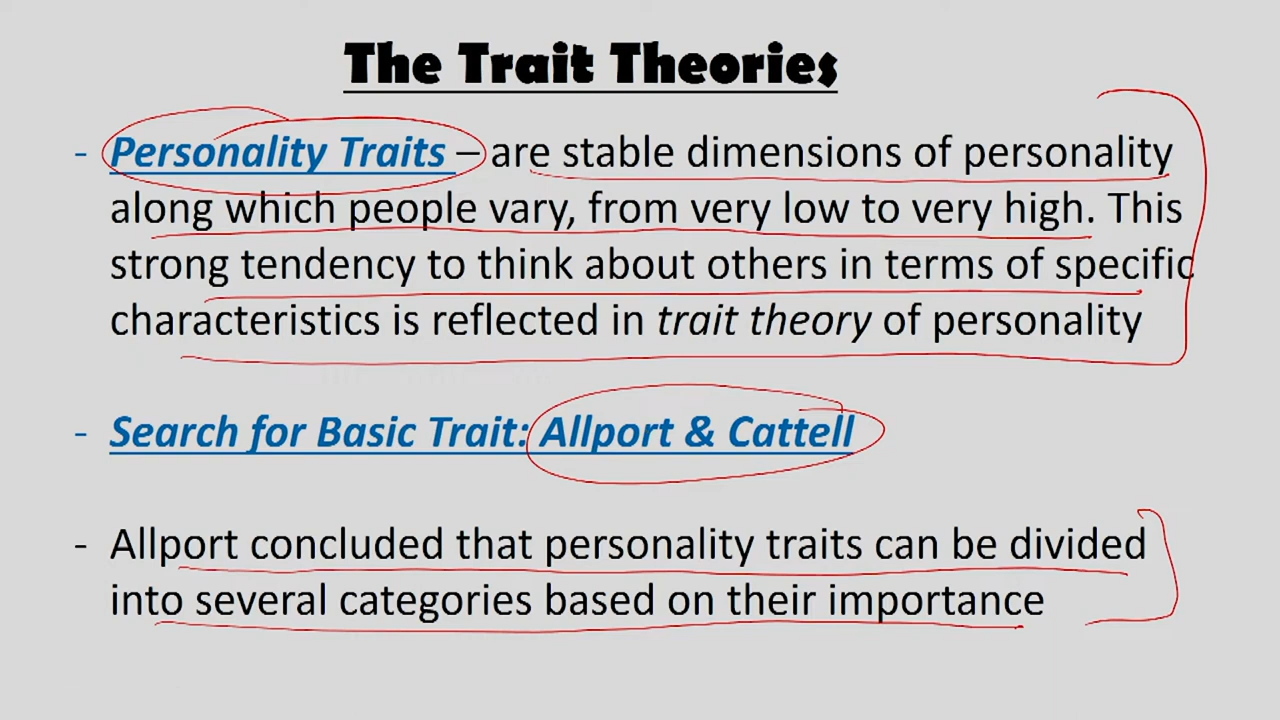 The Trait Theories
- Personality Traits – are stable dimensions of personality
along which people vary, from very low to very high. This
strong tendency to think about others in terms of specific
characteristics is reflected in trait theory of personality
- Search for Basic Trait: Allport & Cattell
- Allport concluded that personality traits can be divided
into several categories based on their importance